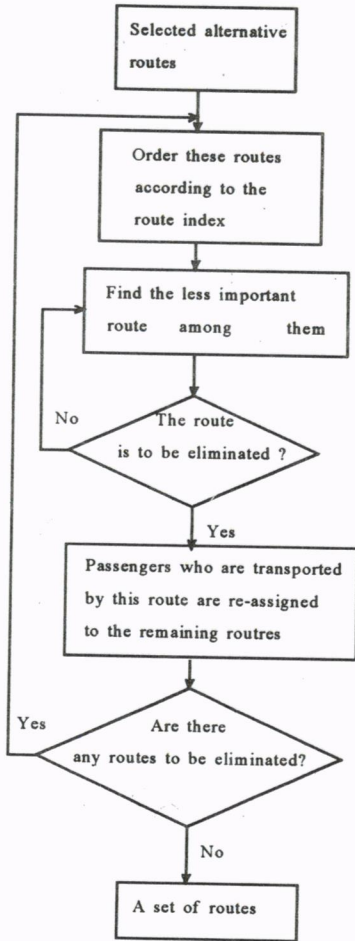 Selected alternative
routes
Order these routes
according to the
route index
Find the less important
route among them
No
The route
is to be eliminated ?
Yes
Passengers who are transported
by this route are re-assigned
to the remaining routres
Yes
Are there
any routes to be eliminated?
No
A set of routes